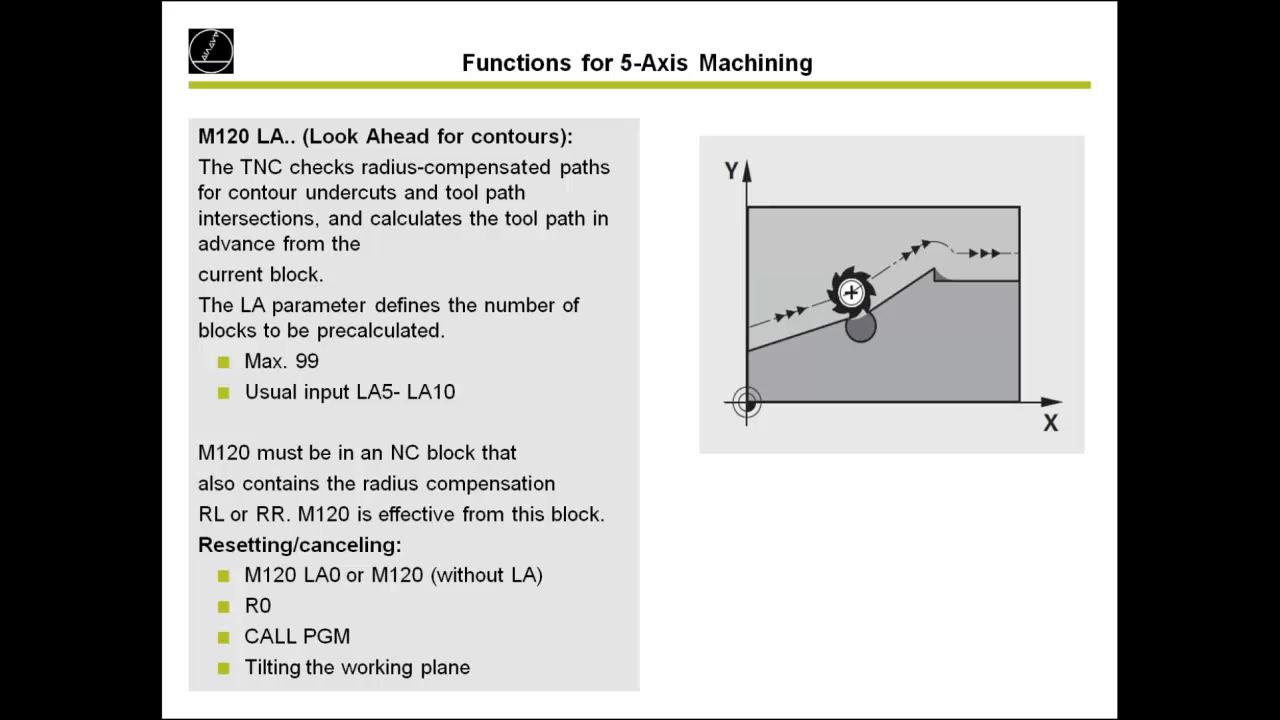 Functions for 5-Axis Machining
M120 LA.. (Look Ahead for contours):
The TNC checks radius-compensated paths
for contour undercuts and tool path
intersections, and calculates the tool path in
advance from the
current block.
The LA parameter defines the number of
blocks to be precalculated.
Max. 99
Usual input LA5- LA10
M120 must be in an NC block that
also contains the radius compensation
RL or RR. M120 is effective from this block.
Resetting/canceling:
M120 LA0 or M120 (without LA)
R0
CALL PGM
Tilting the working plane
Y
X